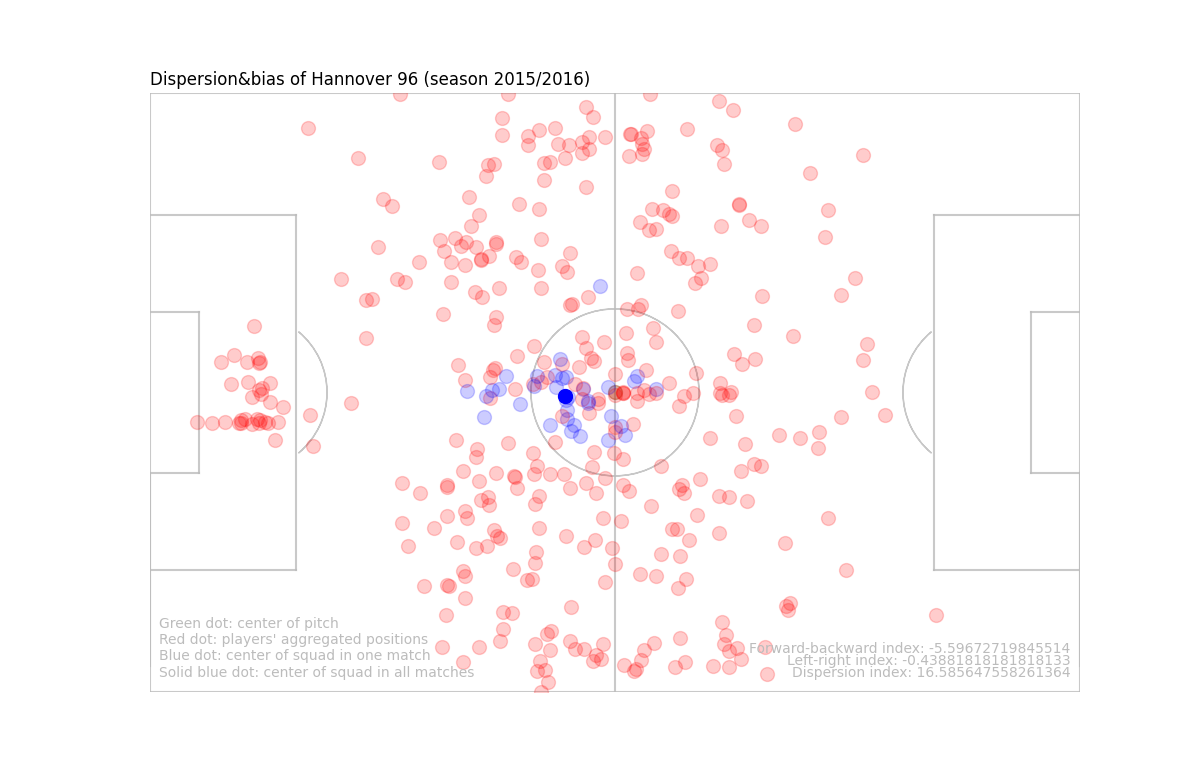 Dispersion&bias of Hannover 96 (season 2015/2016)
Green dot: center of pitch
Red dot: players' aggregated positions
Blue dot: center of squad in one match
Solid blue dot: center of squad in all matches
Forward-backward index: -5.59672719845514
Left-right index: -0.43881818181818133
Dispersion index: 16.585647558261364